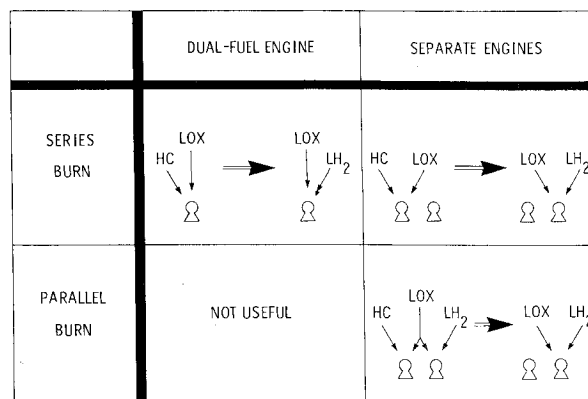 DUAL-FUEL ENGINE
SEPARATE ENGINES
SERIES
BURN
HC
LOX
LOX
LH2
HC
LOX
LOX
LH2
PARALLEL
BURN
NOT USEFUL
HC
LOX
LH2
LOX
LH